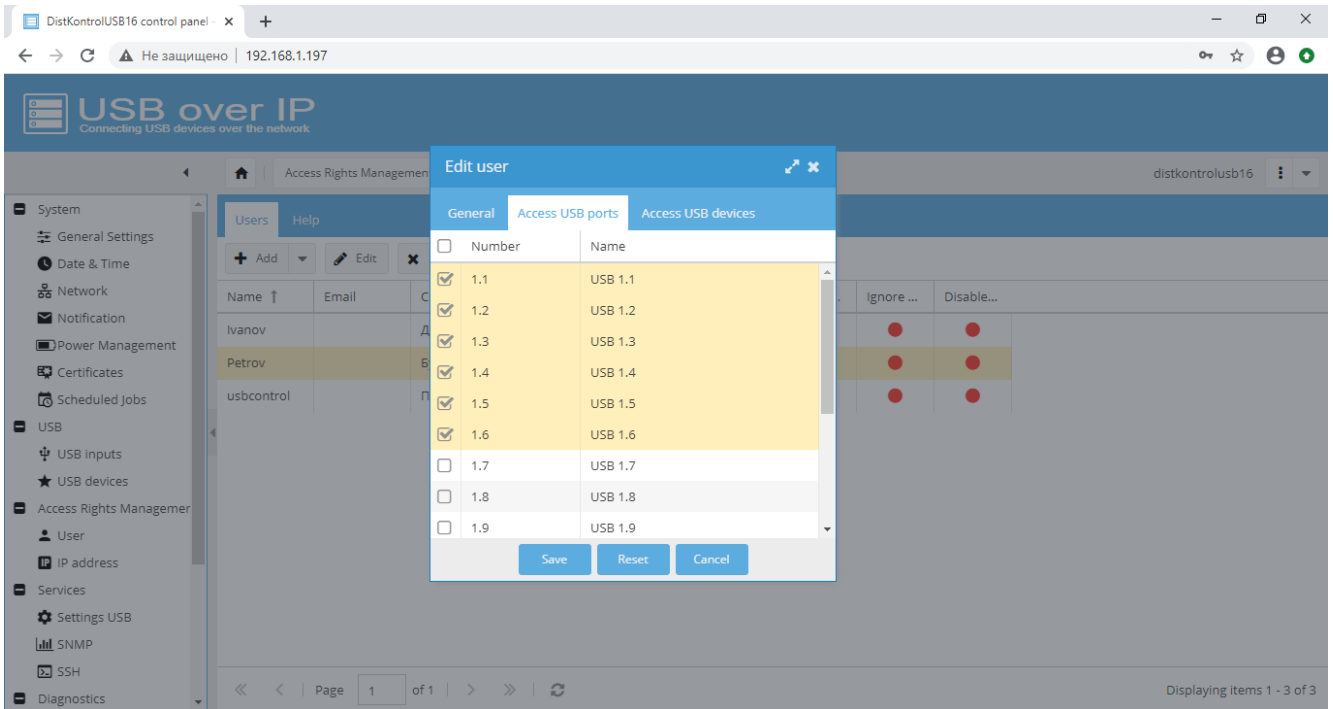 DistKontrolUSB16 control panel -
Не защищено 192.168.1.197
USB over IP
Connecting USB devices over the network
Access Rights Managemen
distkontrolusb16
System
General Settings
Date & Time
Network
Notification
Power Management
Certificates
Scheduled Jobs
USB
USB inputs
USB devices
Access Rights Managemer
User
IP IP address
Services
Settings USB
SNMP
SSH
Diagnostics
Users Help
Add Edit
Name Email C . Ignore ... Disable...
Ivanov Д
Petrov Б
usbcontrol П
Edit user
General Access USB ports Access USB devices
Number Name
1.1 USB 1.1
1.2 USB 1.2
1.3 USB 1.3
1.4 USB 1.4
1.5 USB 1.5
1.6 USB 1.6
1.7 USB 1.7
1.8 USB 1.8
1.9 USB 1.9
Save Reset Cancel
Page 1 of 1
Displaying items 1 - 3 of 3